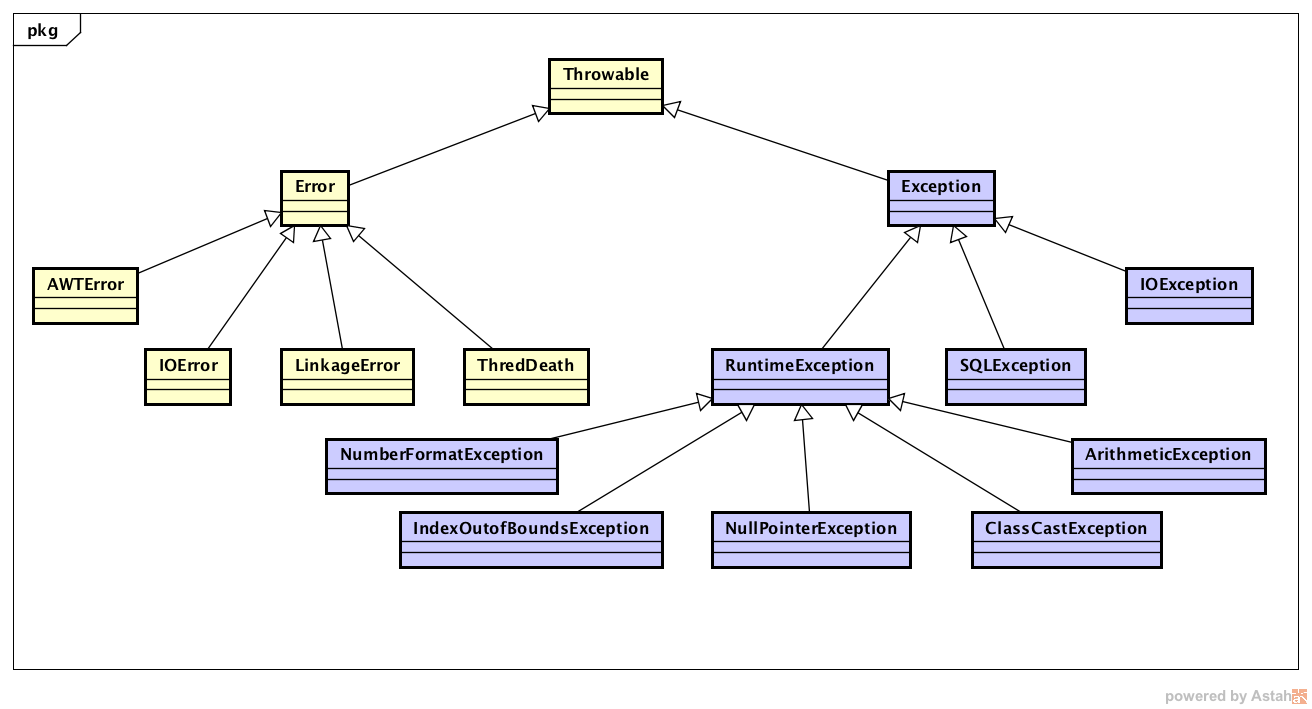 pkg
Throwable
Error
Exception
AWTError
IOException
IOError
LinkageError
ThredDeath
RuntimeException
SQLException
NumberFormatException
ArithmeticException
IndexOutofBoundsException
NullPointerException
ClassCastException
powered by Astah